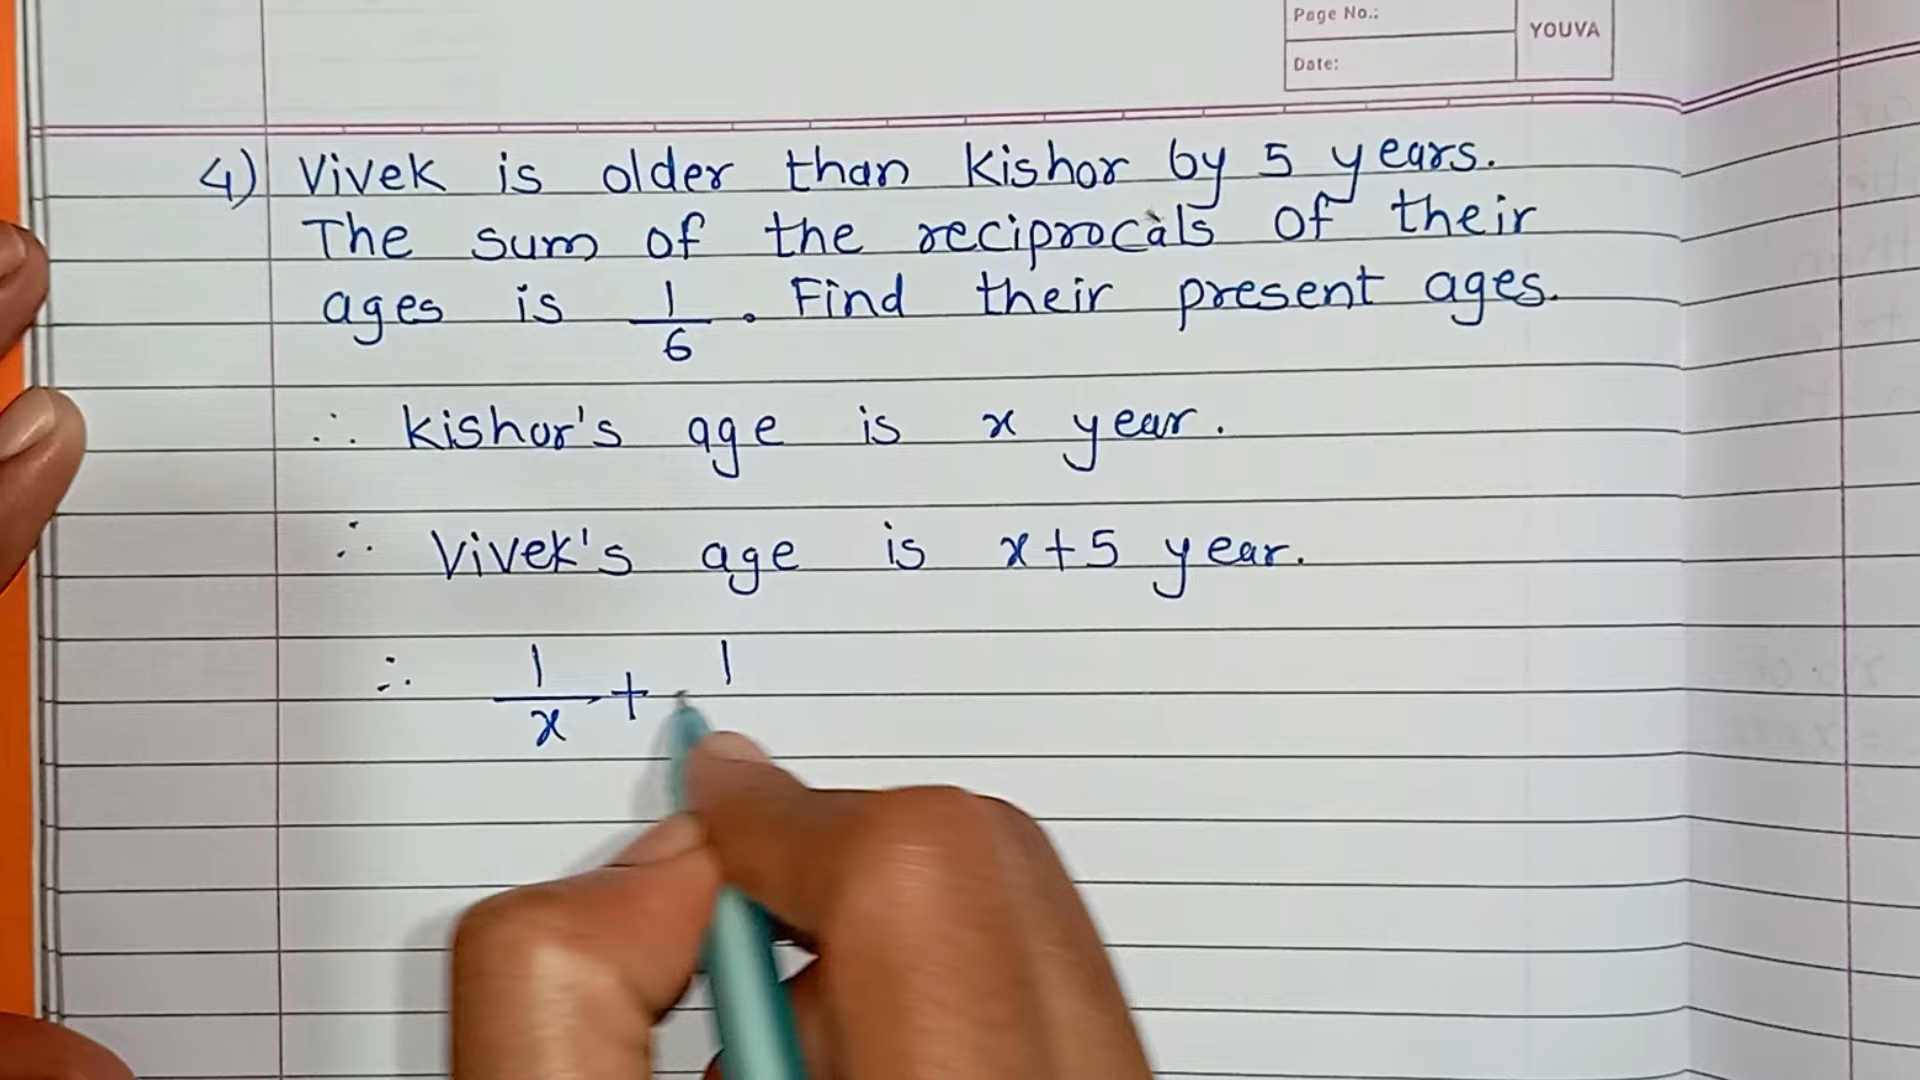 Page No.:
YOUVA
Date:
4) Vivek is older than Kishor by 5 years.
The sum of the reciprocals of their
ages is 1/6. Find their present ages.
∴ Kishor's age is x year.
∴ Vivek's age is x+5 year.
∴ 1/x + 1